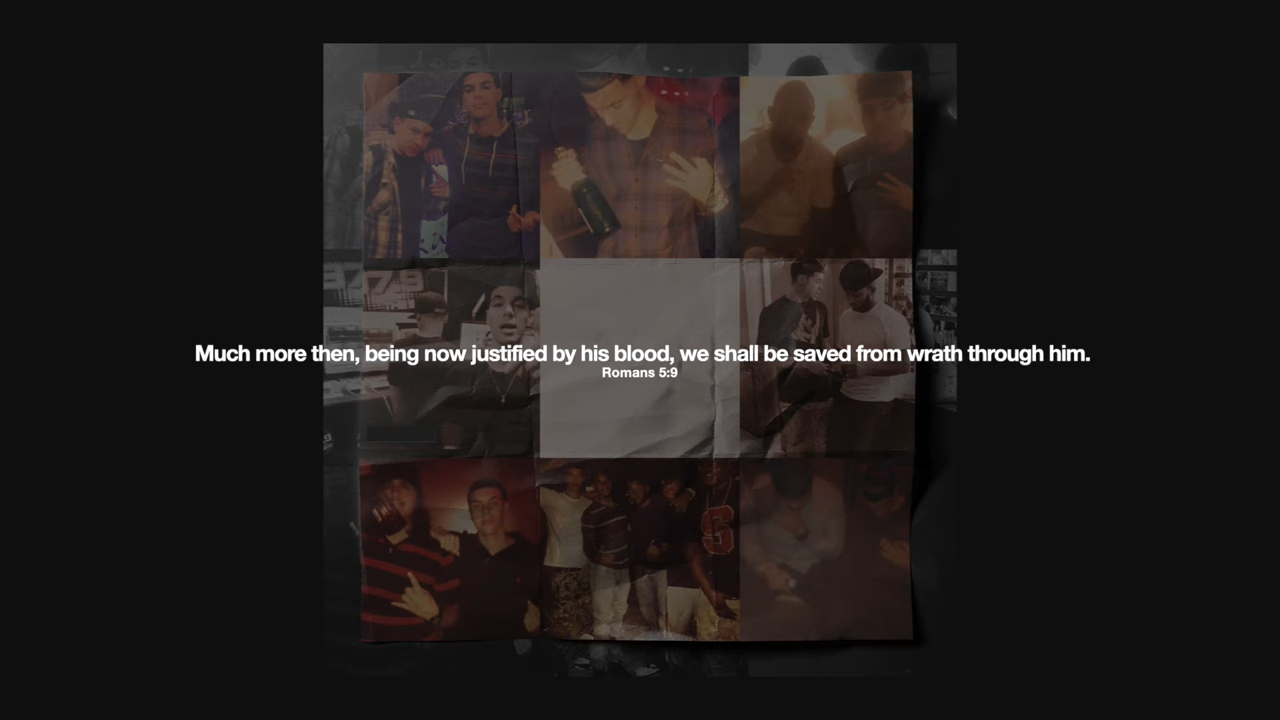 Much more then, being now justified by his blood, we shall be saved from wrath through him.
Romans 5:9
S